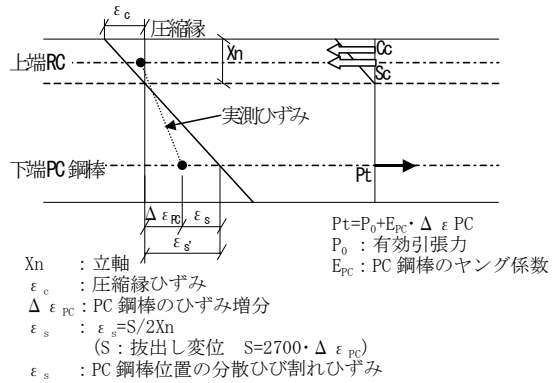 ε c
圧縮縁
上端RC
Xn
Cc
Sc
実測ひずみ
下端PC 鋼棒
Pt
Δ ε PC
ε s
ε s'
Pt=P0+EPC・Δ ε PC
P0 : 有効引張力
EPC : PC 鋼棒のヤング係数
Xn : 立軸
ε c : 圧縮縁ひずみ
Δ ε PC : PC 鋼棒のひずみ増分
ε s : ε s=S/2Xn
(S : 抜出し変位 S=2700・Δ ε PC)
ε s : PC 鋼棒位置の分散ひび割れひずみ